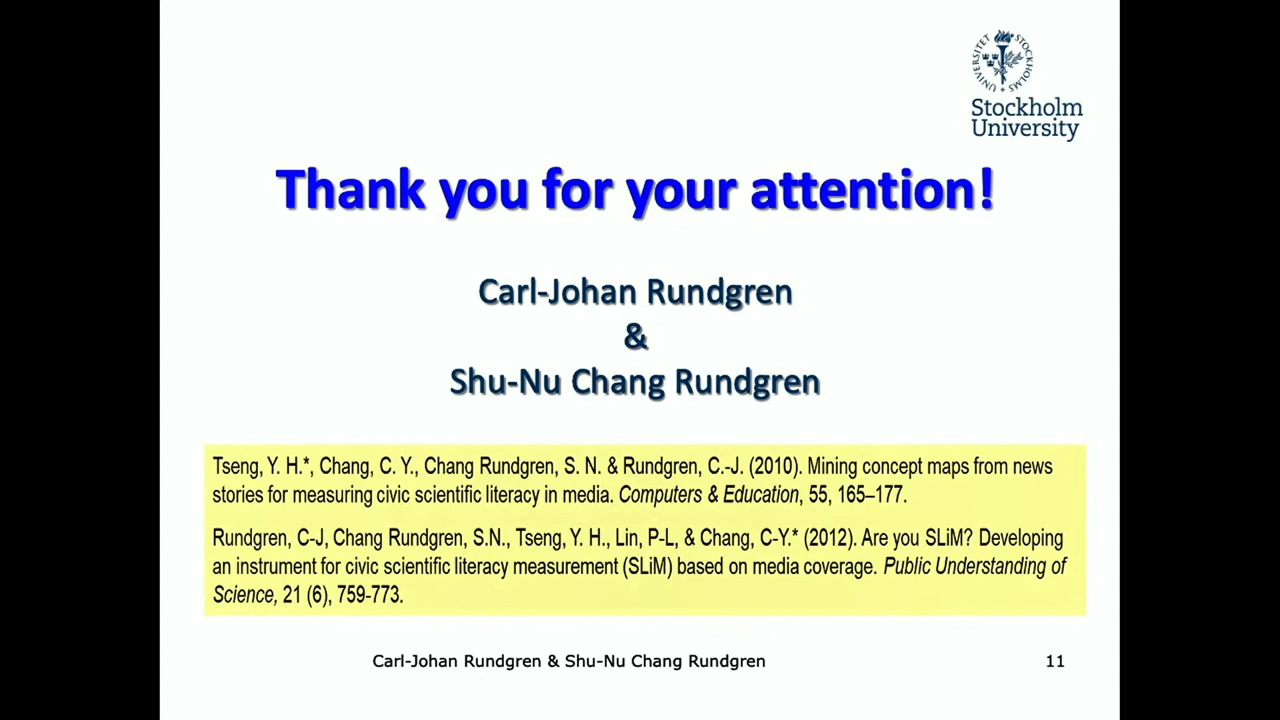 STOCKHOLMS UNIVERSITET
Stockholm
University
Thank you for your attention!
Carl-Johan Rundgren
&
Shu-Nu Chang Rundgren
Tseng, Y. H.*, Chang, C. Y., Chang Rundgren, S. N. & Rundgren, C.-J. (2010). Mining concept maps from news
stories for measuring civic scientific literacy in media. Computers & Education, 55, 165–177.
Rundgren, C-J, Chang Rundgren, S.N., Tseng, Y. H., Lin, P-L, & Chang, C-Y.* (2012). Are you SLiM? Developing
an instrument for civic scientific literacy measurement (SLiM) based on media coverage. Public Understanding of
Science, 21 (6), 759-773.
Carl-Johan Rundgren & Shu-Nu Chang Rundgren
11